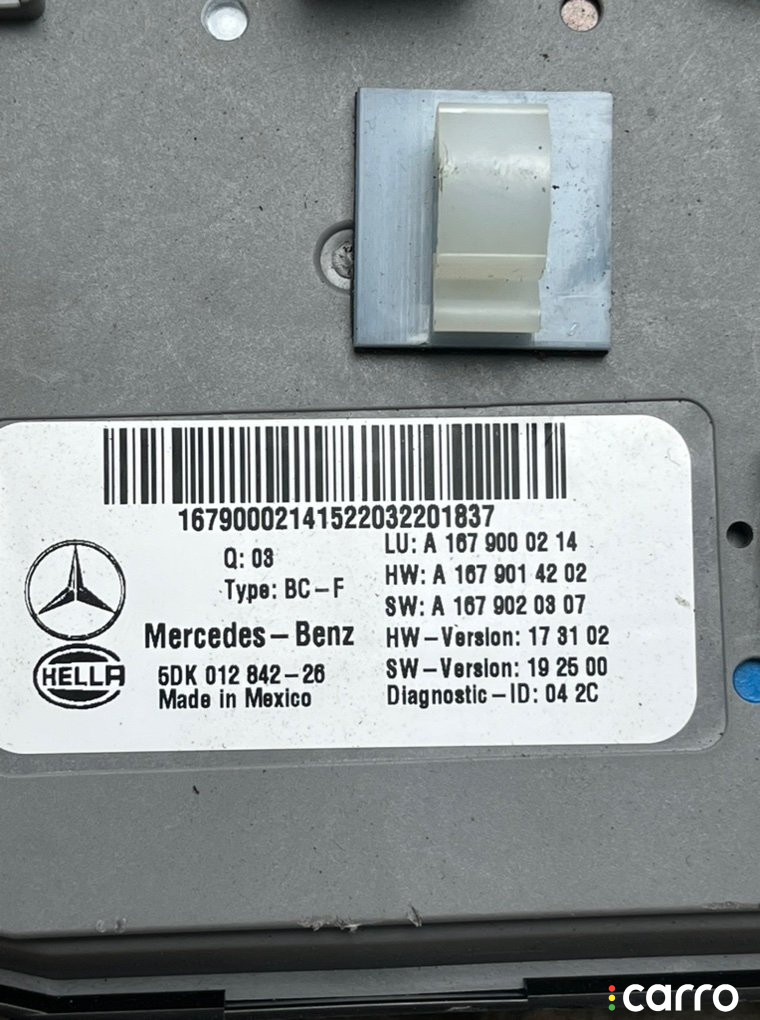 16790002141522032201837
Q: 03
Type: BC-F
Mercedes-Benz
HELLA
5DK 012 842-26
Made in Mexico
LU: A 167 900 02 14
HW: A 167 901 42 02
SW: A 167 902 03 07
HW-Version: 17 31 02
SW-Version: 19 25 00
Diagnostic-ID: 04 2C
carro